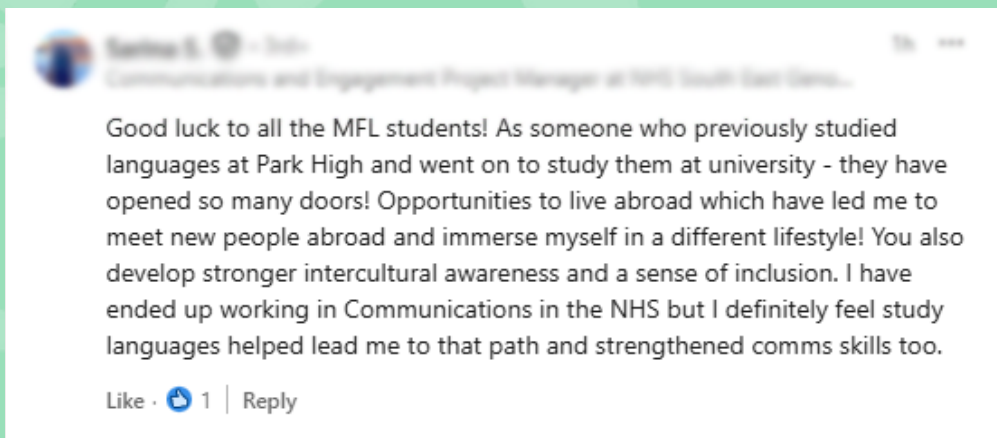 1h
Good luck to all the MFL students! As someone who previously studied
languages at Park High and went on to study them at university - they have
opened so many doors! Opportunities to live abroad which have led me to
meet new people abroad and immerse myself in a different lifestyle! You also
develop stronger intercultural awareness and a sense of inclusion. I have
ended up working in Communications in the NHS but I definitely feel study
languages helped lead me to that path and strengthened comms skills too.
Like · 1 | Reply